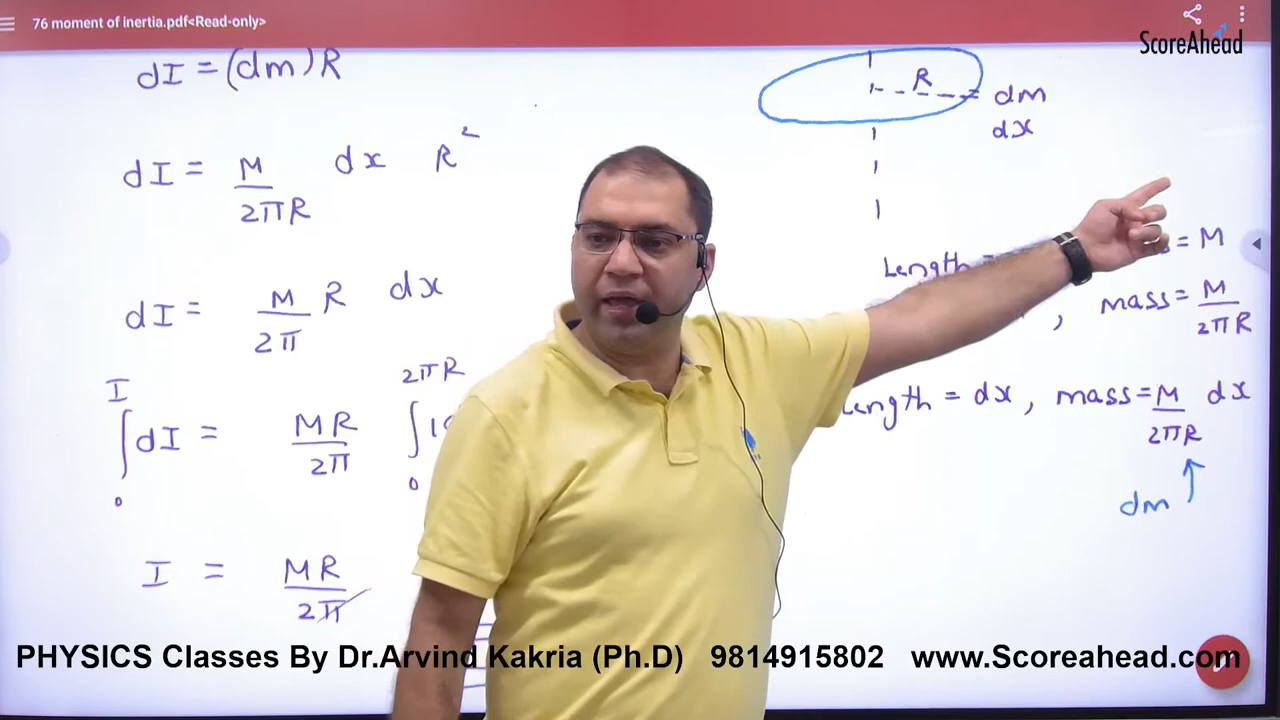 76 moment of inertia.pdf<Read-only>
ScoreAhead
dI = (dm) R
dI = M/2πR dx R²
dI = M/2π R dx
∫₀ᴵ dI = MR/2π ∫₀^2πR
I = MR/2π
R
dm
dx
Length = M
mass = M/2πR
Length = dx, mass = M/2πR dx
dm ↑
PHYSICS Classes By Dr.Arvind Kakria (Ph.D) 9814915802 www.Scoreahead.com